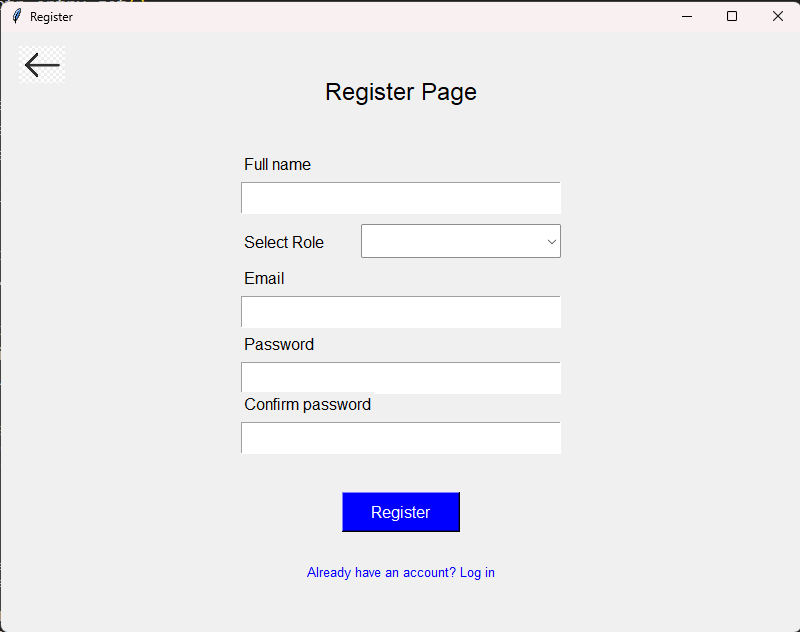 Register
Register Page
Full name
Select Role
Email
Password
Confirm password
Register
Already have an account? Log in